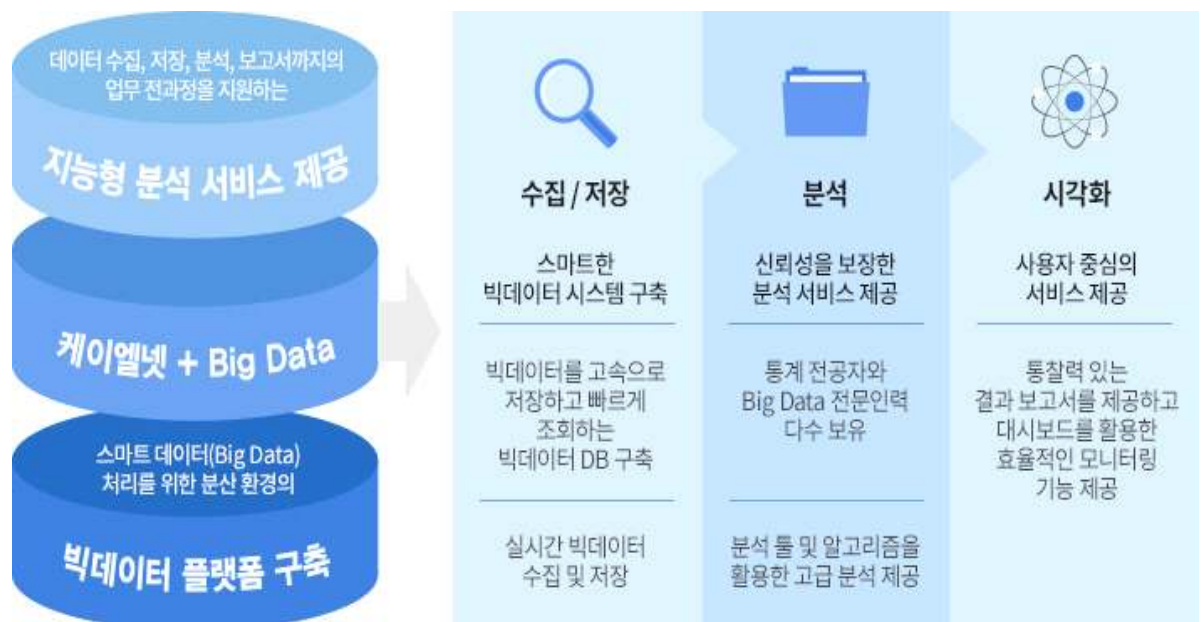 데이터 수집, 저장, 분석, 보고서까지의
업무 전과정을 지원하는
지능형 분석 서비스 제공
케이엘넷 + Big Data
스마트 데이터(Big Data)
처리를 위한 분산 환경의
빅데이터 플랫폼 구축
수집 / 저장
스마트한
빅데이터 시스템 구축
빅데이터를 고속으로
저장하고 빠르게
조회하는
빅데이터 DB 구축
실시간 빅데이터
수집 및 저장
분석
신뢰성을 보장한
분석 서비스 제공
통계 전공자와
Big Data 전문인력
다수 보유
분석 툴 및 알고리즘을
활용한 고급 분석 제공
시각화
사용자 중심의
서비스 제공
통찰력 있는
결과 보고서를 제공하고
대시보드를 활용한
효율적인 모니터링
기능 제공